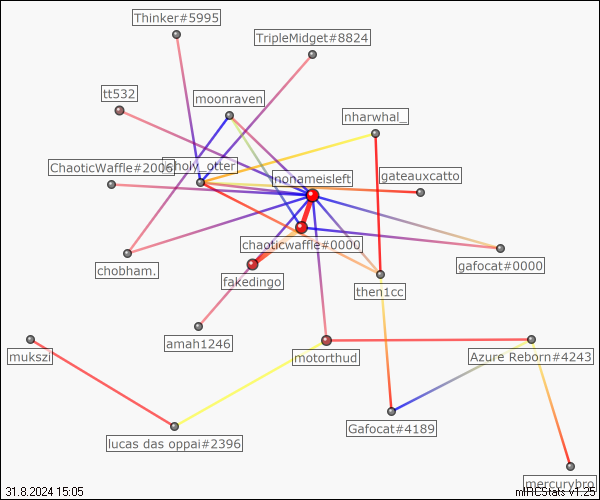 Thinker#5995
TripleMidget#8824
tt532
moonraven
nharwhal_
ChaoticWaffle#2006
holy_otter
nonameisleft
gateauxcatto
chaoticwaffle#0000
chobham.
gafocat#0000
fakedingo
then1cc
amah1246
mukszi
motorthud
Azure Reborn#4243
lucas das oppai#2396
Gafocat#4189
mercurybro
31.8.2024 15:05
mIRCStats v1.25